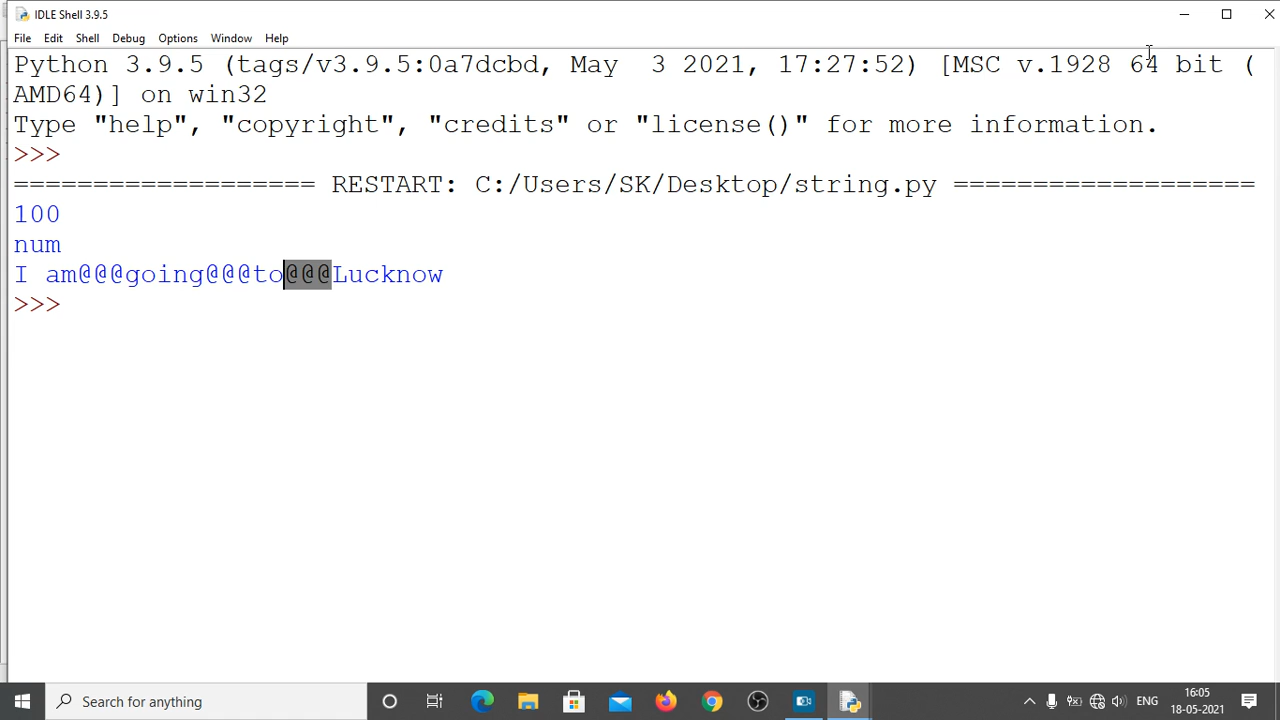 IDLE Shell 3.9.5
File Edit Shell Debug Options Window Help
Python 3.9.5 (tags/v3.9.5:0a7dcbd, May  3 2021, 17:27:52) [MSC v.1928 64 bit (
AMD64)] on win32
Type "help", "copyright", "credits" or "license()" for more information.
>>>
=================== RESTART: C:/Users/SK/Desktop/string.py ===================
100
num
I am@@@going@@@to@@@Lucknow
>>>
Search for anything
ENG
16:05
18-05-2021